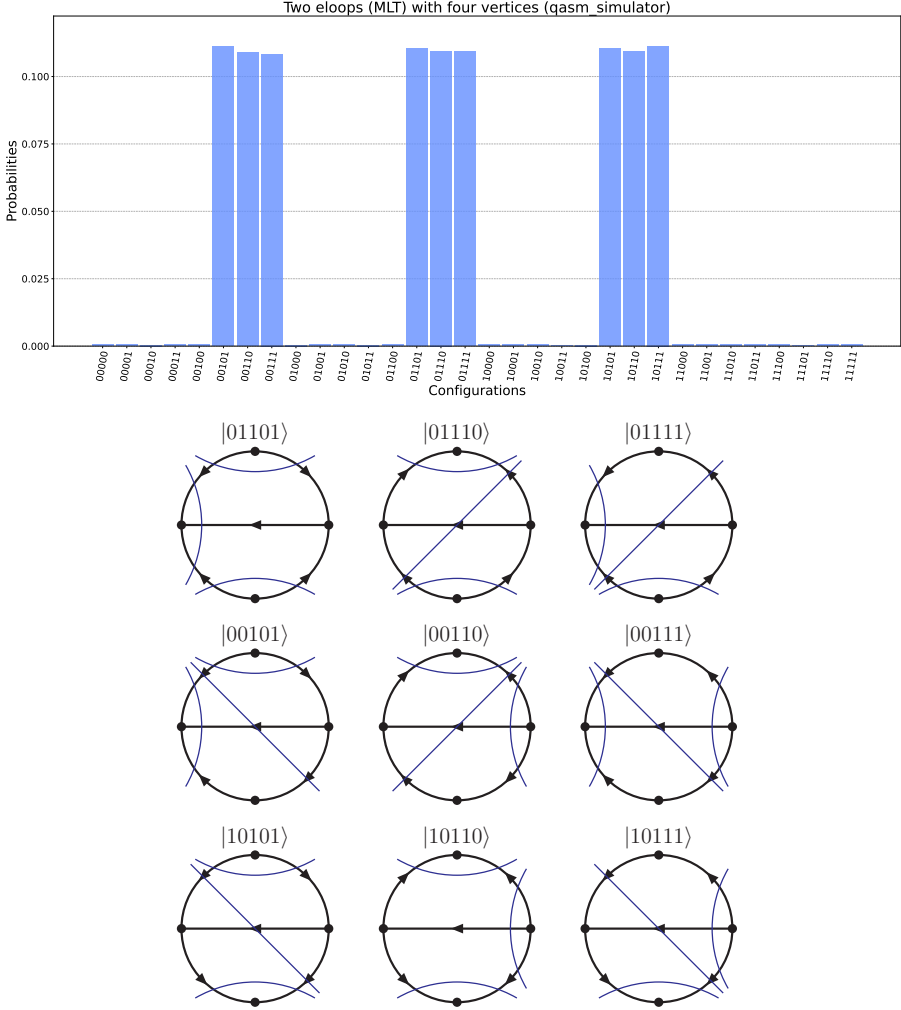 Two eloops (MLT) with four vertices (qasm_simulator)
Probabilities
0.100
0.075
0.050
0.025
0.000
00000 00001 00010 00011 00100 00101 00110 00111 01000 01001 01010 01011 01100 01101 01110 01111 10000 10001 10010 10011 10100 10101 10110 10111 11000 11001 11010 11011 11100 11101 11110 11111
Configurations
|01101⟩ |01110⟩ |01111⟩
|00101⟩ |00110⟩ |00111⟩
|10101⟩ |10110⟩ |10111⟩